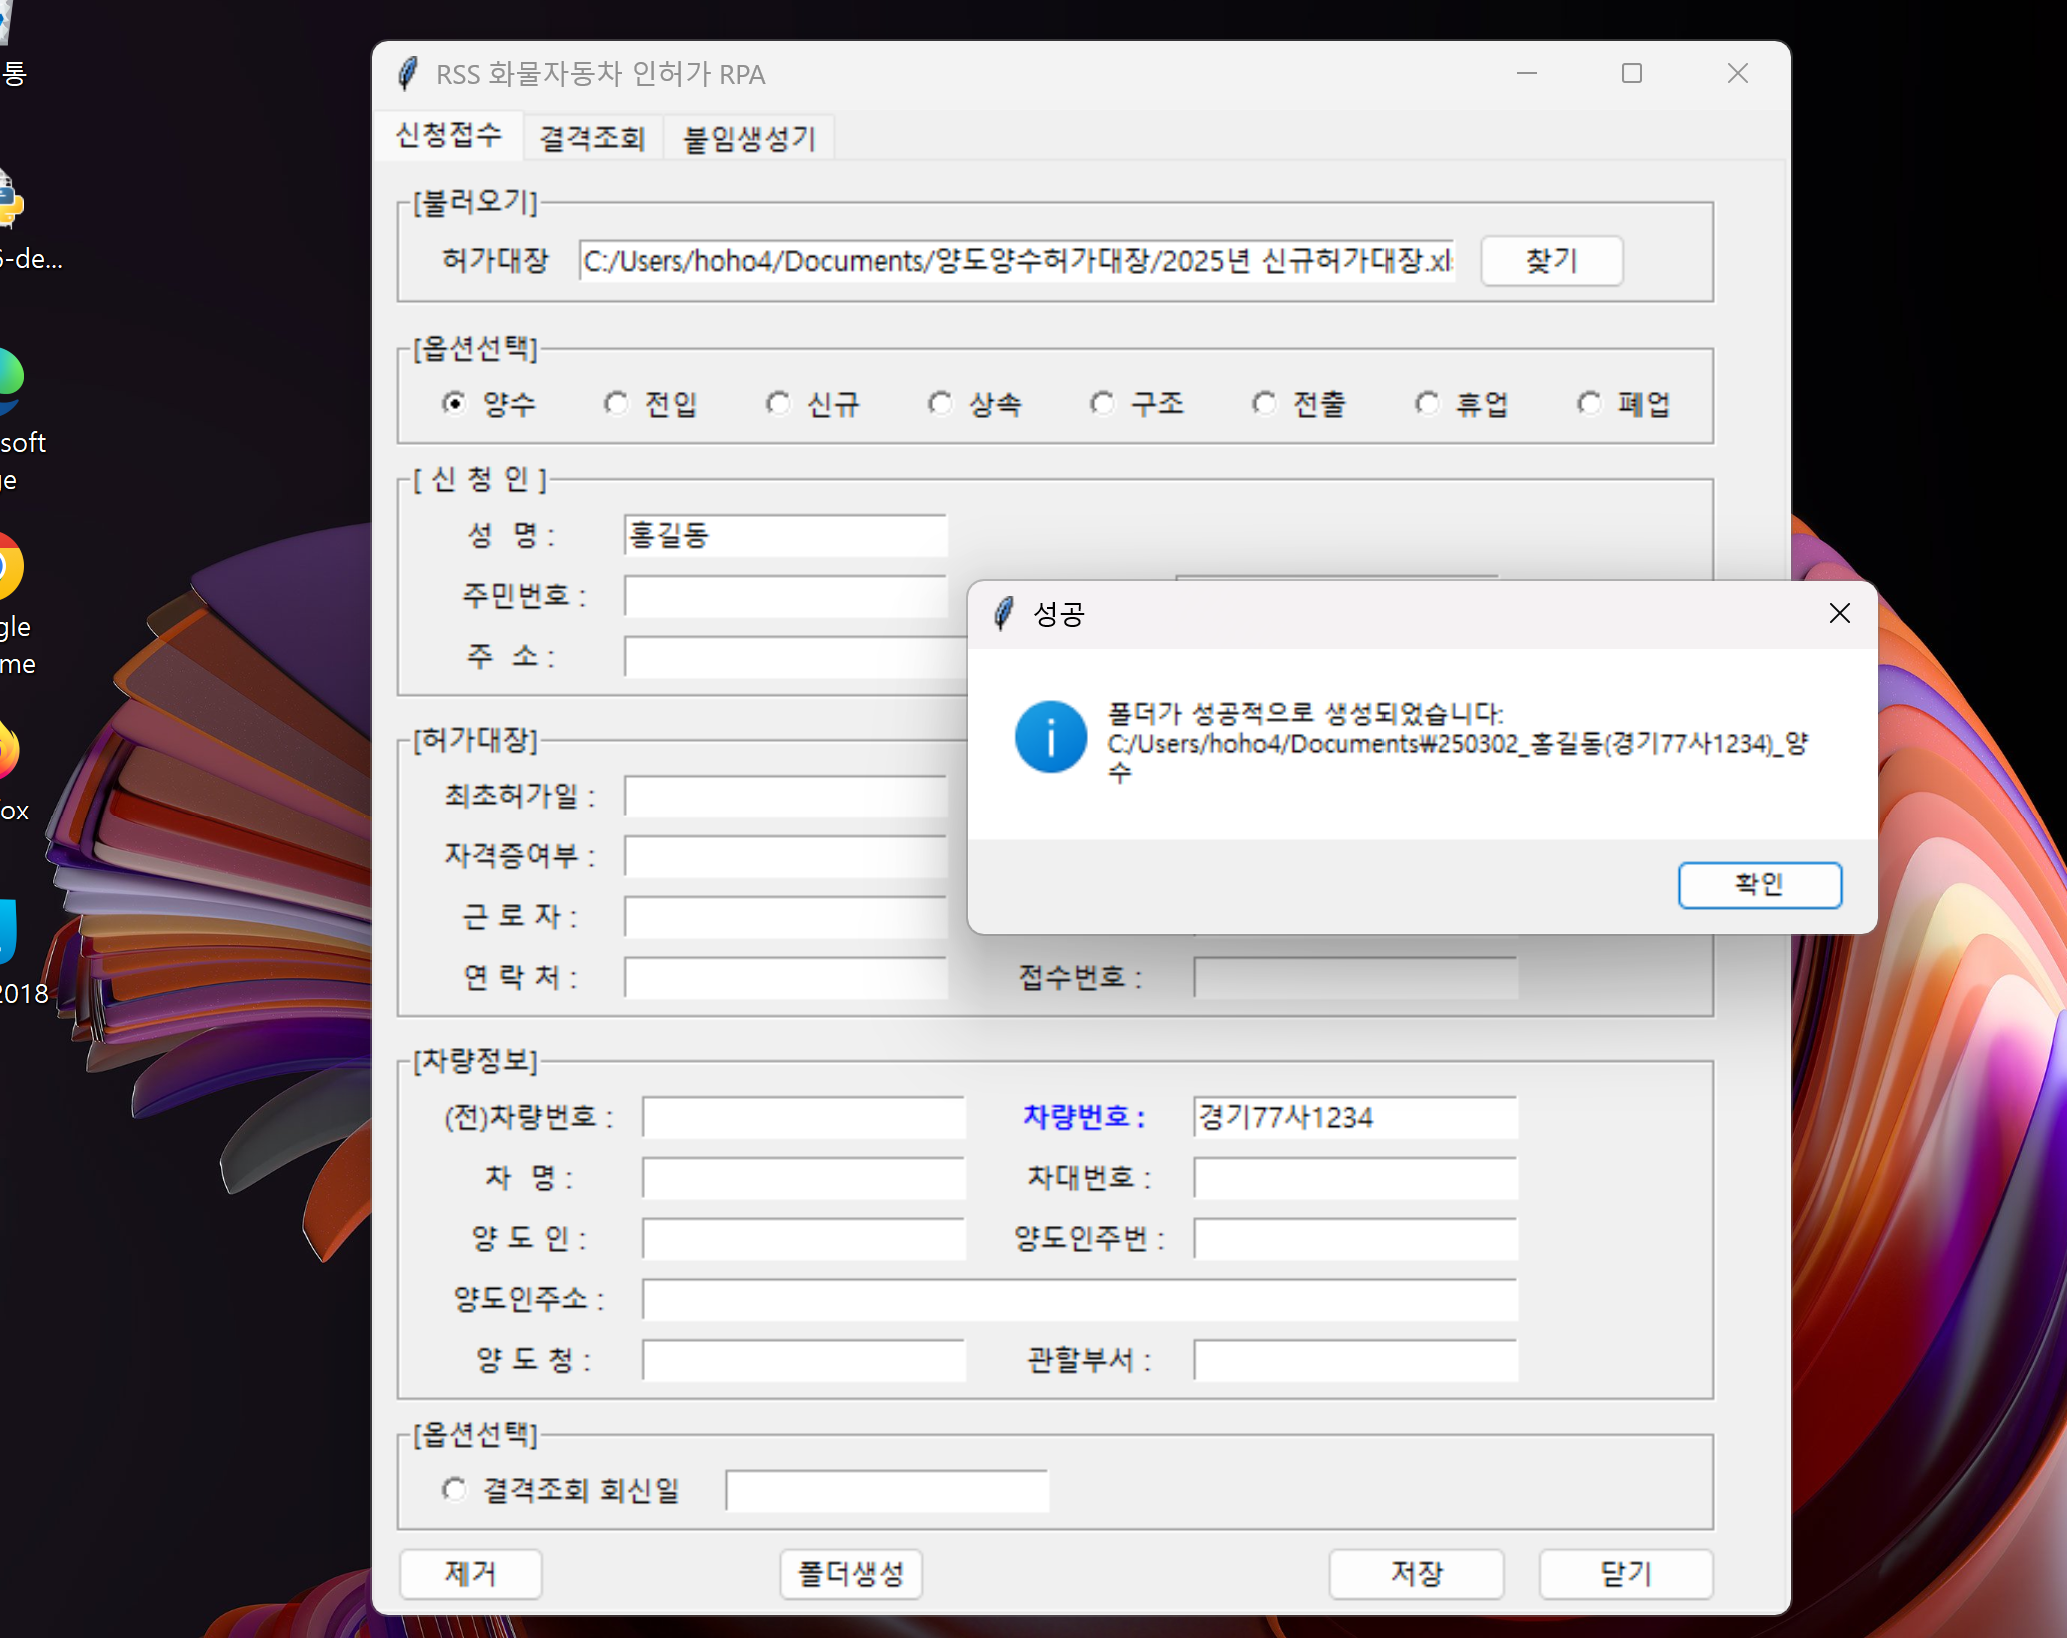 통
5-de...
soft
ge
gle
me
ox
2018
RSS 화물자동차 인허가 RPA
신청접수 결격조회 붙임생성기
[불러오기]
허가대장 C:/Users/hoho4/Documents/양도양수허가대장/2025년 신규허가대장.xl 찾기
[옵션선택]
양수 전입 신규 상속 구조 전출 휴업 폐업
[ 신 청 인 ]
성 명 : 홍길동
주민번호 :
주 소 :
[허가대장]
최초허가일 :
자격증여부 :
근 로 자 :
연 락 처 : 접수번호 :
성공
폴더가 성공적으로 생성되었습니다:
C:/Users/hoho4/Documents₩250302_홍길동(경기77사1234)_양
수
확인
[차량정보]
(전)차량번호 : 차량번호 : 경기77사1234
차 명 : 차대번호 :
양 도 인 : 양도인주번 :
양도인주소 :
양 도 청 : 관할부서 :
[옵션선택]
결격조회 회신일
제거 폴더생성 저장 닫기